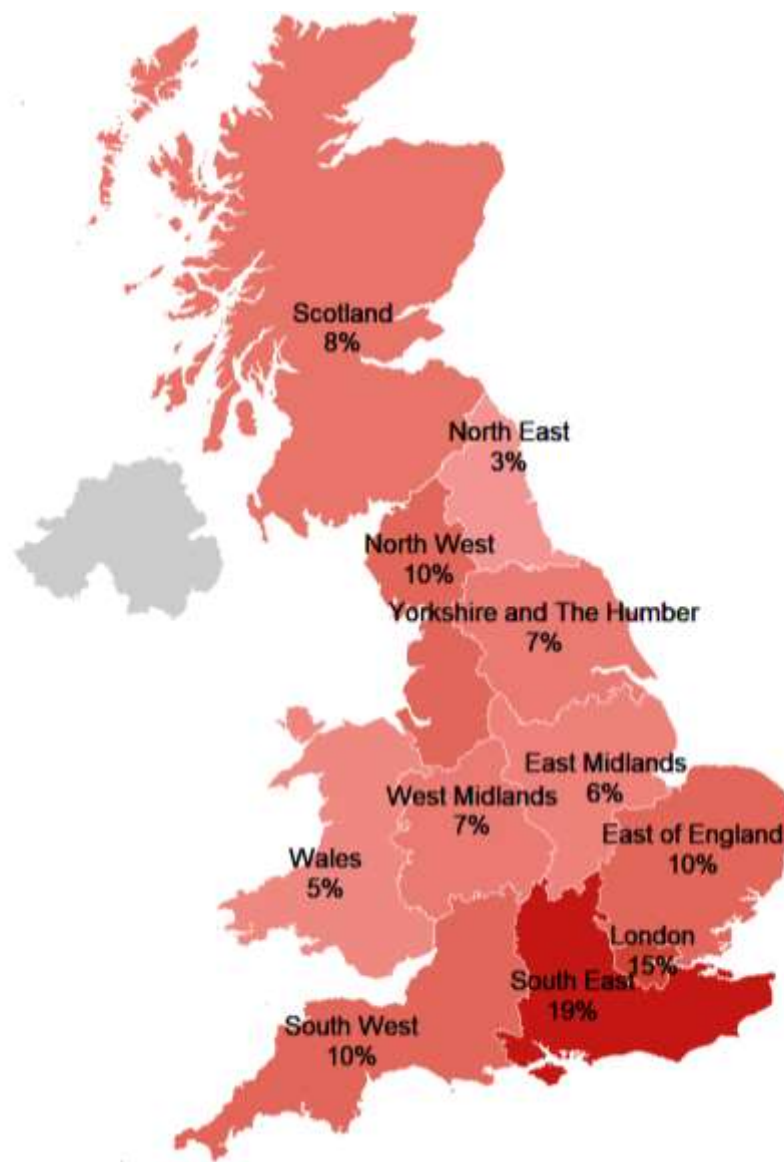 Scotland
8%
North East
3%
North West
10%
Yorkshire and The Humber
7%
East Midlands
6%
West Midlands
7%
East of England
10%
Wales
5%
London
15%
South East
19%
South West
10%